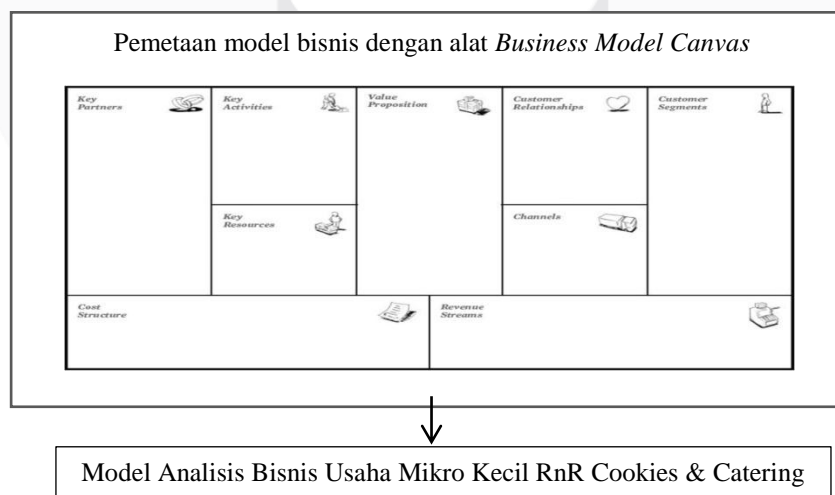 Pemetaan model bisnis dengan alat Business Model Canvas
Key
Partners
Key
Activities
Value
Proposition
Customer
Relationships
Customer
Segments
Key
Resources
Channels
Cost
Structure
Revenue
Streams
Model Analisis Bisnis Usaha Mikro Kecil RnR Cookies & Catering